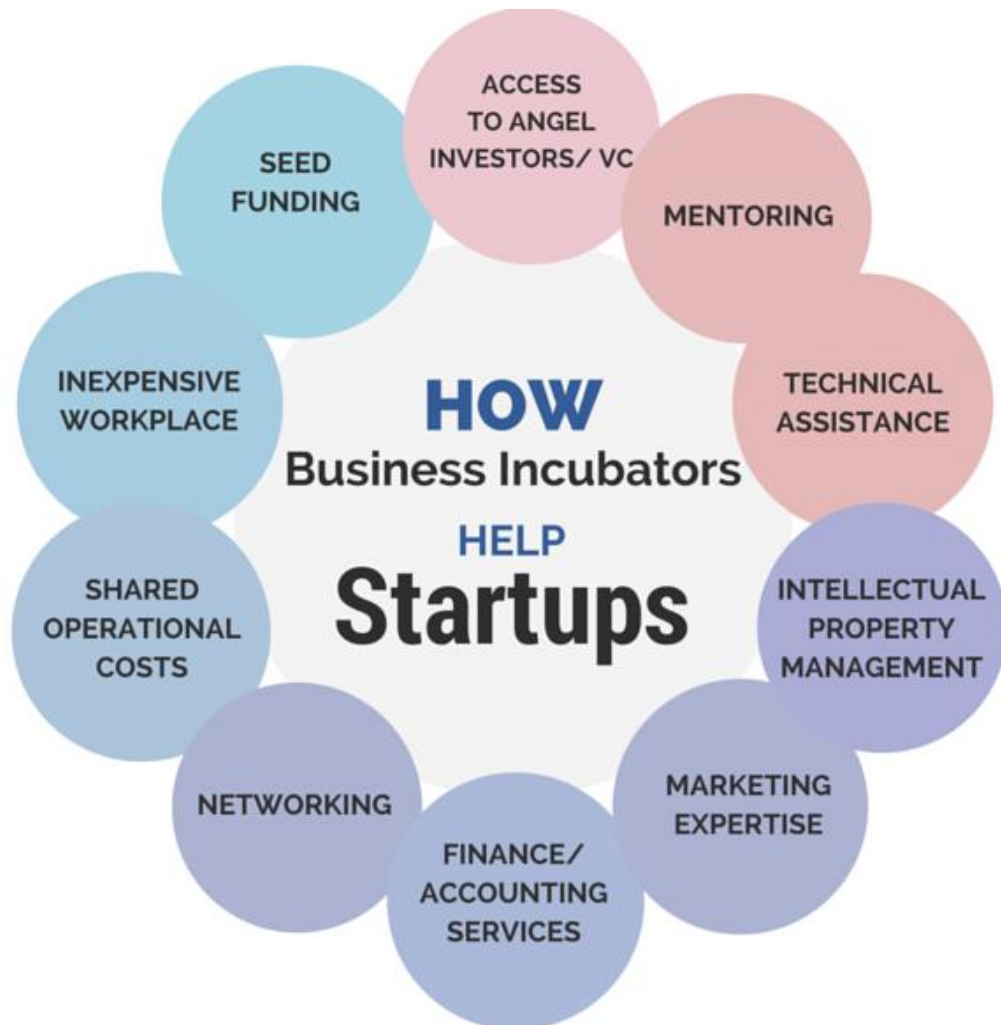 HOW
Business Incubators
HELP
Startups
ACCESS
TO ANGEL
INVESTORS/ VC
MENTORING
TECHNICAL
ASSISTANCE
INTELLECTUAL
PROPERTY
MANAGEMENT
MARKETING
EXPERTISE
FINANCE/
ACCOUNTING
SERVICES
NETWORKING
SHARED
OPERATIONAL
COSTS
INEXPENSIVE
WORKPLACE
SEED
FUNDING